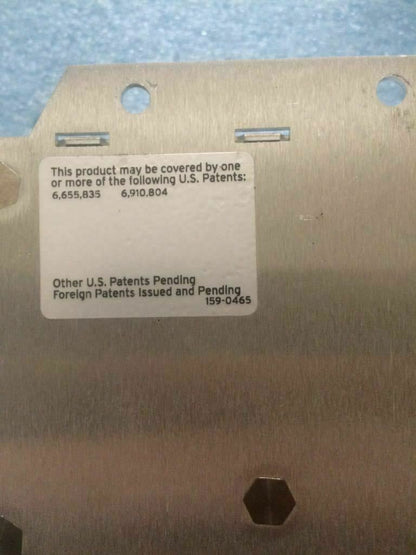 This product may be covered by one
or more of the following U.S. Patents:
6,655,835 6,910,804
Other U.S. Patents Pending
Foreign Patents Issued and Pending
159-0465